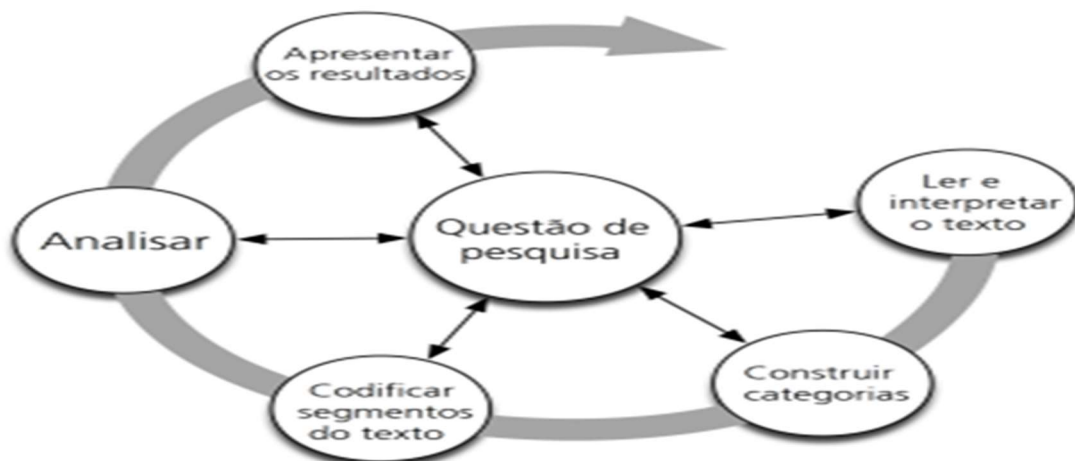 Apresentar
os resultados
Ler e
interpretar
o texto
Analisar
Questão de
pesquisa
Construir
categorias
Codificar
segmentos
do texto